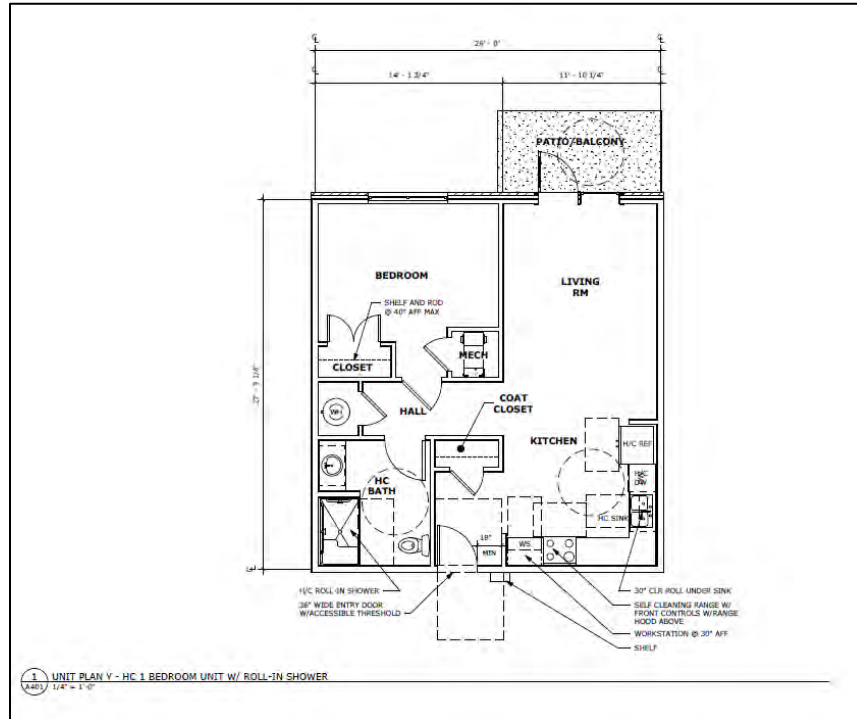 26' - 0"
14' - 1 3/4"
11' - 10 1/4"
PATIO/BALCONY
BEDROOM
LIVING
RM
SHELF AND ROD
@ 40" AFF MAX
MECH
CLOSET
27' - 9 1/4"
WH
HALL
COAT
CLOSET
KITCHEN
H/C REF
H/C
DW
HC
BATH
HC SINK
18"
MIN
WS
H/C ROLL-IN SHOWER
36" WIDE ENTRY DOOR
W/ACCESSIBLE THRESHOLD
30" CLR ROLL UNDER SINK
SELF CLEANING RANGE W/
FRONT CONTROLS W/RANGE
HOOD ABOVE
WORKSTATION @ 30" AFF
SHELF
1 UNIT PLAN Y - HC 1 BEDROOM UNIT W/ ROLL-IN SHOWER
A401 1/4" = 1'-0"